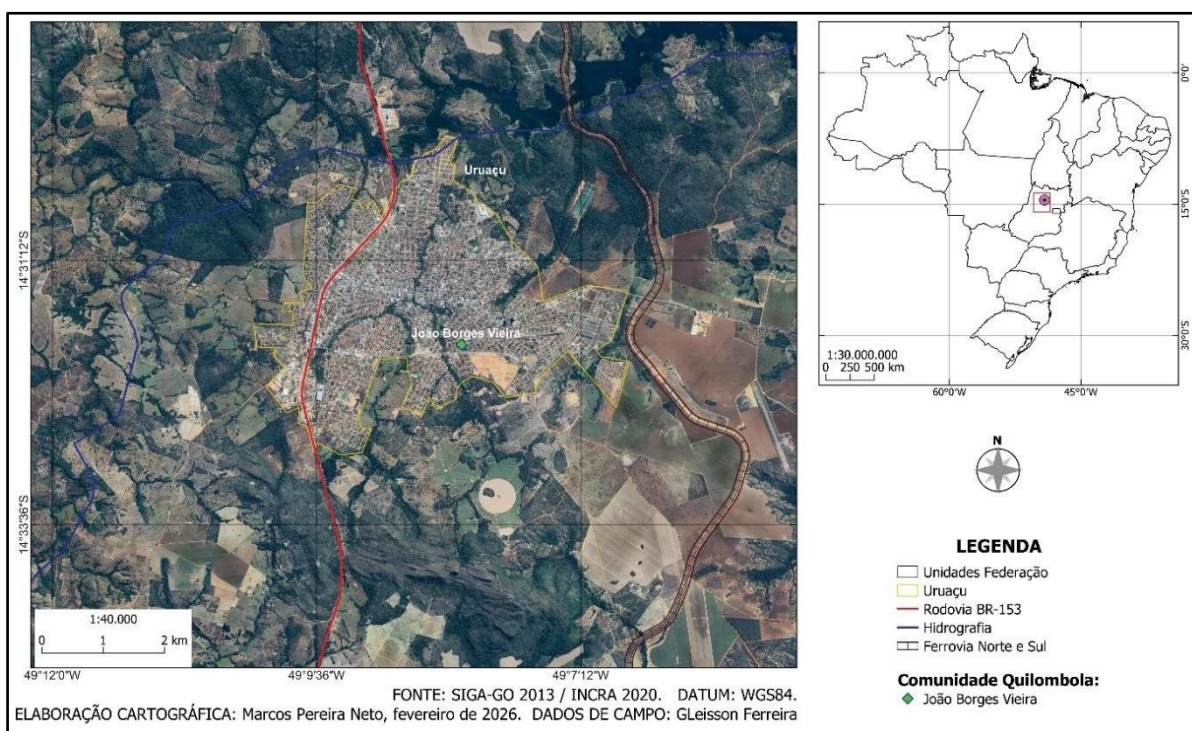 Uruaçu
João Borges Vieira
14°31'12"S
14°33'36"S
1:40.000
0 1 2 km
49°12'0"W
49°9'36"W
49°7'12"W
0°0'
15°0'S
30°0'S
1:30.000.000
0 250 500 km
60°0'W
45°0'W
N
LEGENDA
Unidades Federação
Uruaçu
Rodovia BR-153
Hidrografia
Ferrovia Norte e Sul
Comunidade Quilombola:
João Borges Vieira
FONTE: SIGA-GO 2013 / INCRA 2020. DATUM: WGS84.
ELABORAÇÃO CARTOGRÁFICA: Marcos Pereira Neto, fevereiro de 2026. DADOS DE CAMPO: GLeisson Ferreira